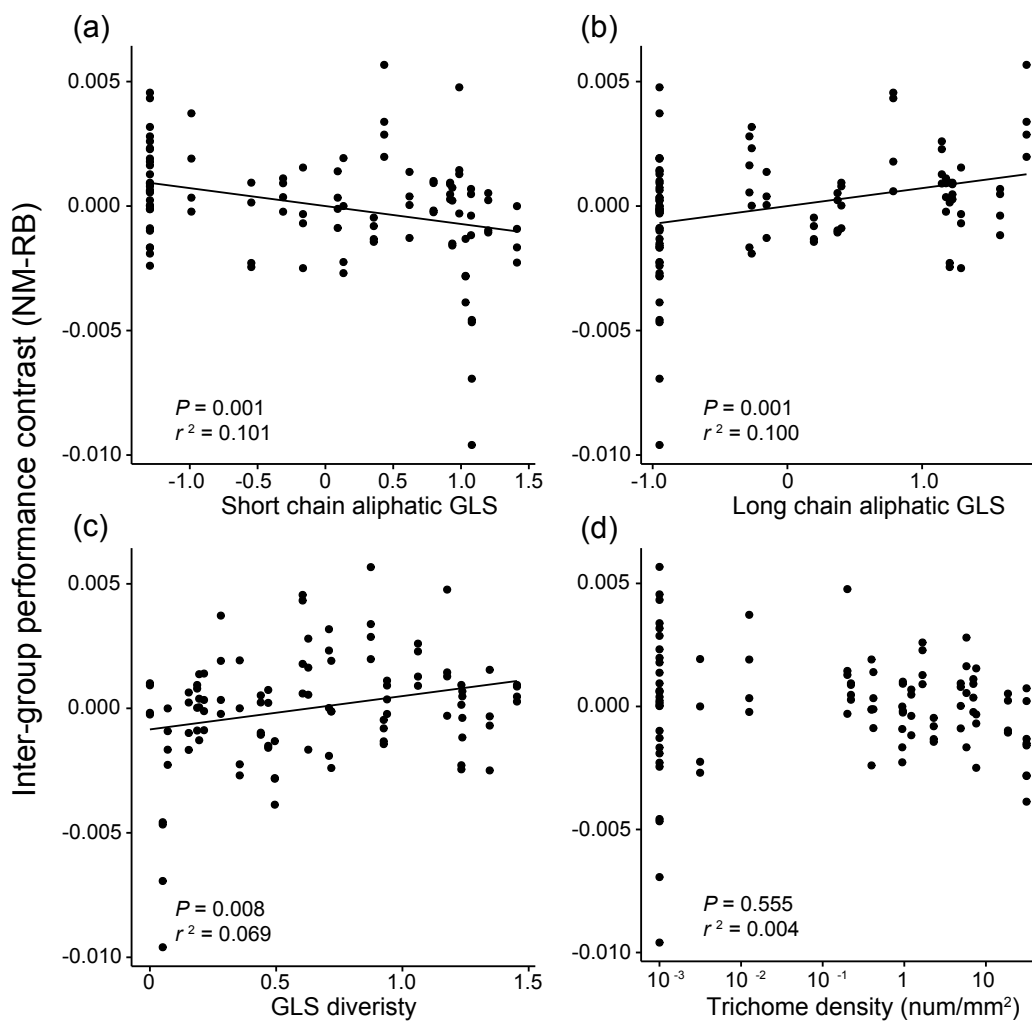 Inter-group performance contrast (NM-RB)
(a)
0.005
0.000
-0.005
-0.010
P = 0.001
r² = 0.101
-1.0 -0.5 0 0.5 1.0 1.5
Short chain aliphatic GLS
(b)
0.005
0.000
-0.005
-0.010
P = 0.001
r² = 0.100
-1.0 0 1.0
Long chain aliphatic GLS
(c)
0.005
0.000
-0.005
-0.010
P = 0.008
r² = 0.069
0 0.5 1.0 1.5
GLS diveristy
(d)
0.005
0.000
-0.005
-0.010
P = 0.555
r² = 0.004
10⁻³ 10⁻² 10⁻¹ 1 10
Trichome density (num/mm²)